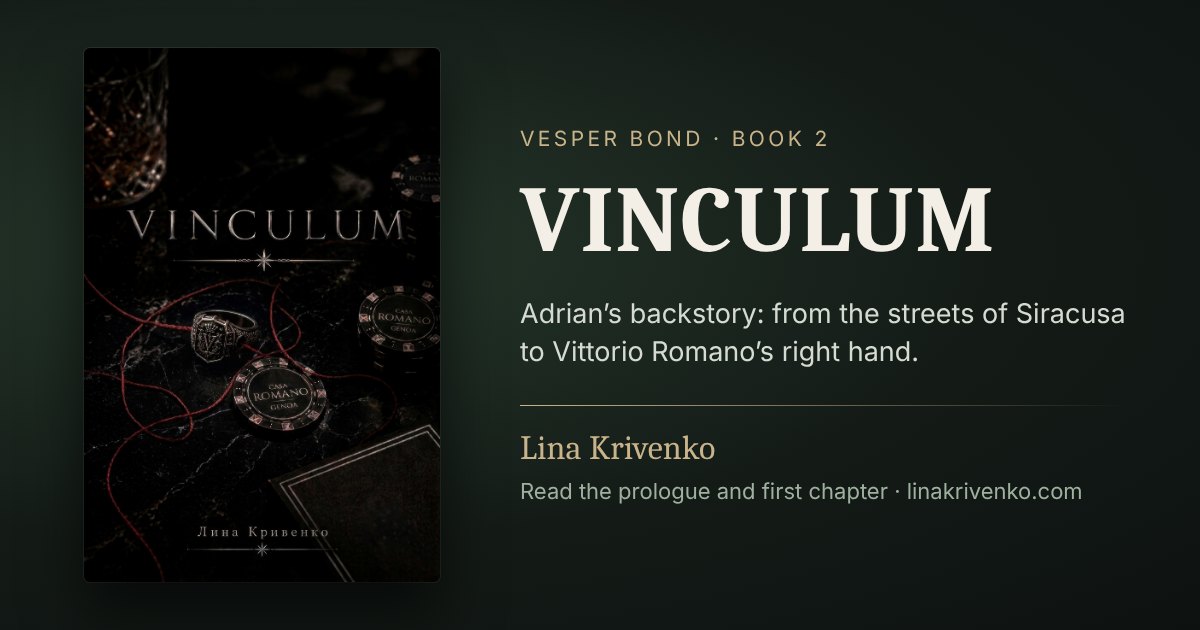 VINCULUM
CASA
ROMANO
GENOA
CASA
ROMANO
GENOA
V
Лина Кривенко
VESPER BOND · BOOK 2
VINCULUM
Adrian’s backstory: from the streets of Siracusa
to Vittorio Romano’s right hand.
Lina Krivenko
Read the prologue and first chapter · linakrivenko.com